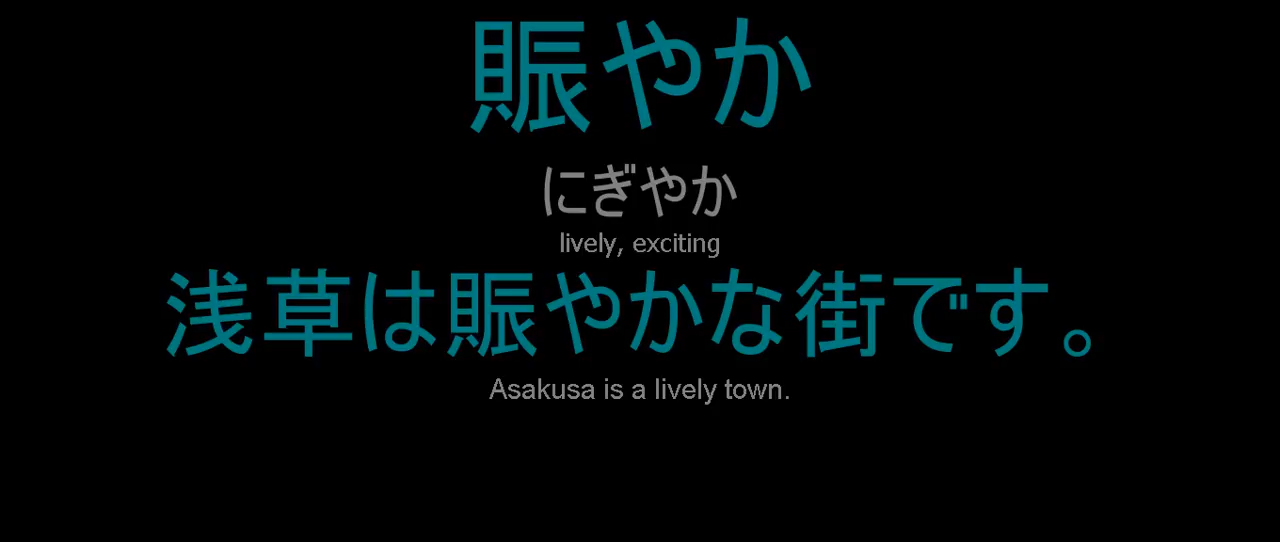 賑やか
にぎやか
lively, exciting
浅草は賑やかな街です。
Asakusa is a lively town.